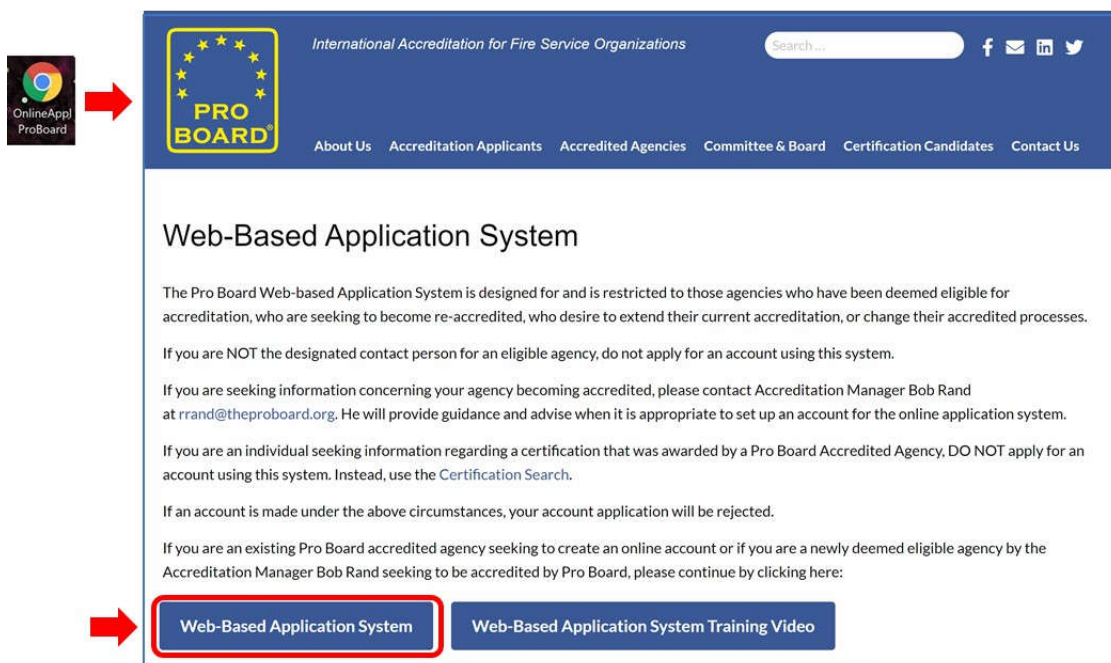 International Accreditation for Fire Service Organizations
Search ...
OnlineAppl
ProBoard
PRO
BOARD®
About Us Accreditation Applicants Accredited Agencies Committee & Board Certification Candidates Contact Us
Web-Based Application System
The Pro Board Web-based Application System is designed for and is restricted to those agencies who have been deemed eligible for
accreditation, who are seeking to become re-accredited, who desire to extend their current accreditation, or change their accredited processes.
If you are NOT the designated contact person for an eligible agency, do not apply for an account using this system.
If you are seeking information concerning your agency becoming accredited, please contact Accreditation Manager Bob Rand
at rrand@theproboard.org. He will provide guidance and advise when it is appropriate to set up an account for the online application system.
If you are an individual seeking information regarding a certification that was awarded by a Pro Board Accredited Agency, DO NOT apply for an
account using this system. Instead, use the Certification Search.
If an account is made under the above circumstances, your account application will be rejected.
If you are an existing Pro Board accredited agency seeking to create an online account or if you are a newly deemed eligible agency by the
Accreditation Manager Bob Rand seeking to be accredited by Pro Board, please continue by clicking here:
Web-Based Application System Web-Based Application System Training Video